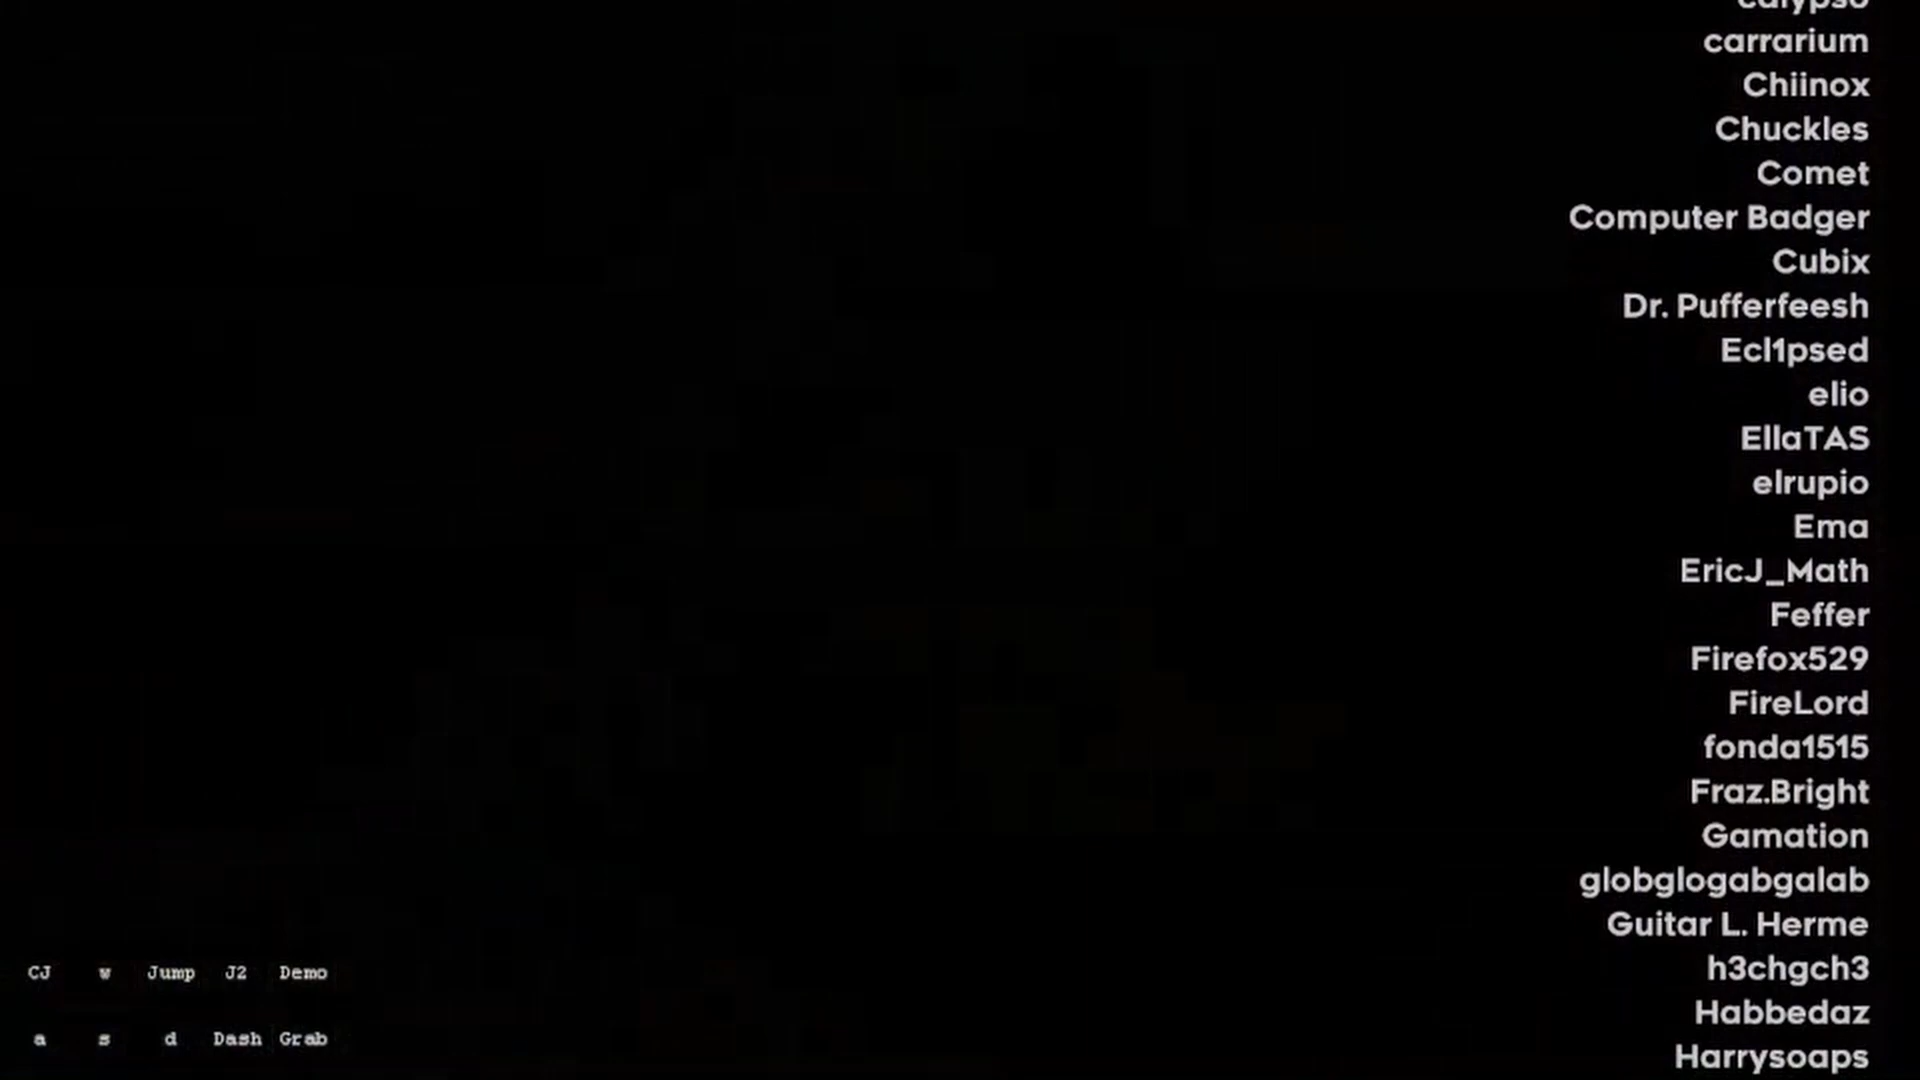 calypso
carrarium
Chiinox
Chuckles
Comet
Computer Badger
Cubix
Dr. Pufferfeesh
Ecl1psed
elio
EllaTAS
elrupio
Ema
EricJ_Math
Feffer
Firefox529
FireLord
fonda1515
Fraz.Bright
Gamation
globglogabgalab
Guitar L. Herme
h3chgch3
Habbedaz
Harrysoaps
CJ w Jump J2 Demo
a s d Dash Grab